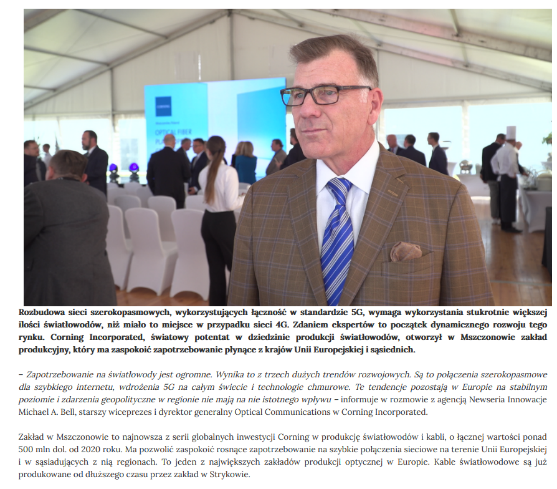 CORNING
OPTICAL FIBER
Rozbudowa sieci szerokopasmowych, wykorzystujących łączność w standardzie 5G, wymaga wykorzystania stukrotnie większej
ilości światłowodów, niż miało to miejsce w przypadku sieci 4G. Zdaniem ekspertów to początek dynamicznego rozwoju tego
rynku. Corning Incorporated, światowy potentat w dziedzinie produkcji światłowodów, otworzył w Mszczonowie zakład
produkcyjny, który ma zaspokoić zapotrzebowanie płynące z krajów Unii Europejskiej i sąsiednich.
– Zapotrzebowanie na światłowody jest ogromne. Wynika to z trzech dużych trendów rozwojowych. Są to połączenia szerokopasmowe
dla szybkiego internetu, wdrożenia 5G na całym świecie i technologie chmurowe. Te tendencje pozostają w Europie na stabilnym
poziomie i zdarzenia geopolityczne w regionie nie mają na nie istotnego wpływu – informuje w rozmowie z agencją Newseria Innowacje
Michael A. Bell, starszy wiceprezes i dyrektor generalny Optical Communications w Corning Incorporated.
Zakład w Mszczonowie to najnowsza z serii globalnych inwestycji Corning w produkcję światłowodów i kabli, o łącznej wartości ponad
500 mln dol. od 2020 roku. Ma pozwolić zaspokoić rosnące zapotrzebowanie na szybkie połączenia sieciowe na terenie Unii Europejskiej
i w sąsiadujących z nią regionach. To jeden z największych zakładów produkcji optycznej w Europie. Kable światłowodowe są już
produkowane od dłuższego czasu przez zakład w Strykowie.